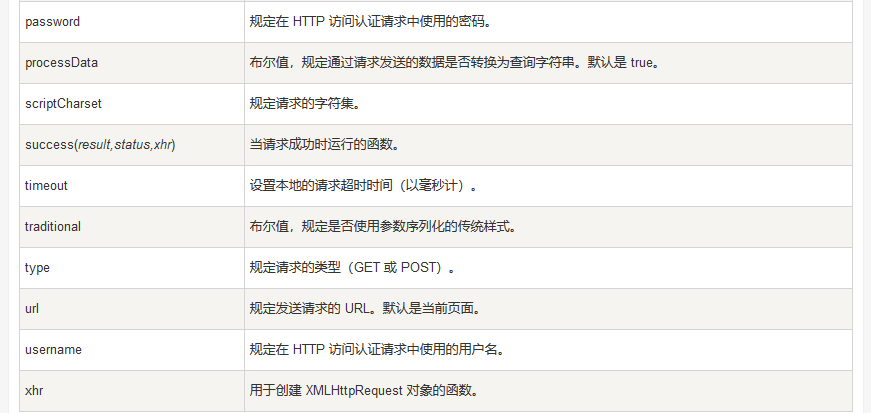 password 规定在 HTTP 访问认证请求中使用的密码。
processData 布尔值，规定通过请求发送的数据是否转换为查询字符串。默认是 true。
scriptCharset 规定请求的字符集。
success(result,status,xhr) 当请求成功时运行的函数。
timeout 设置本地的请求超时时间（以毫秒计）。
traditional 布尔值，规定是否使用参数序列化的传统样式。
type 规定请求的类型（GET 或 POST）。
url 规定发送请求的 URL。默认是当前页面。
username 规定在 HTTP 访问认证请求中使用的用户名。
xhr 用于创建 XMLHttpRequest 对象的函数。